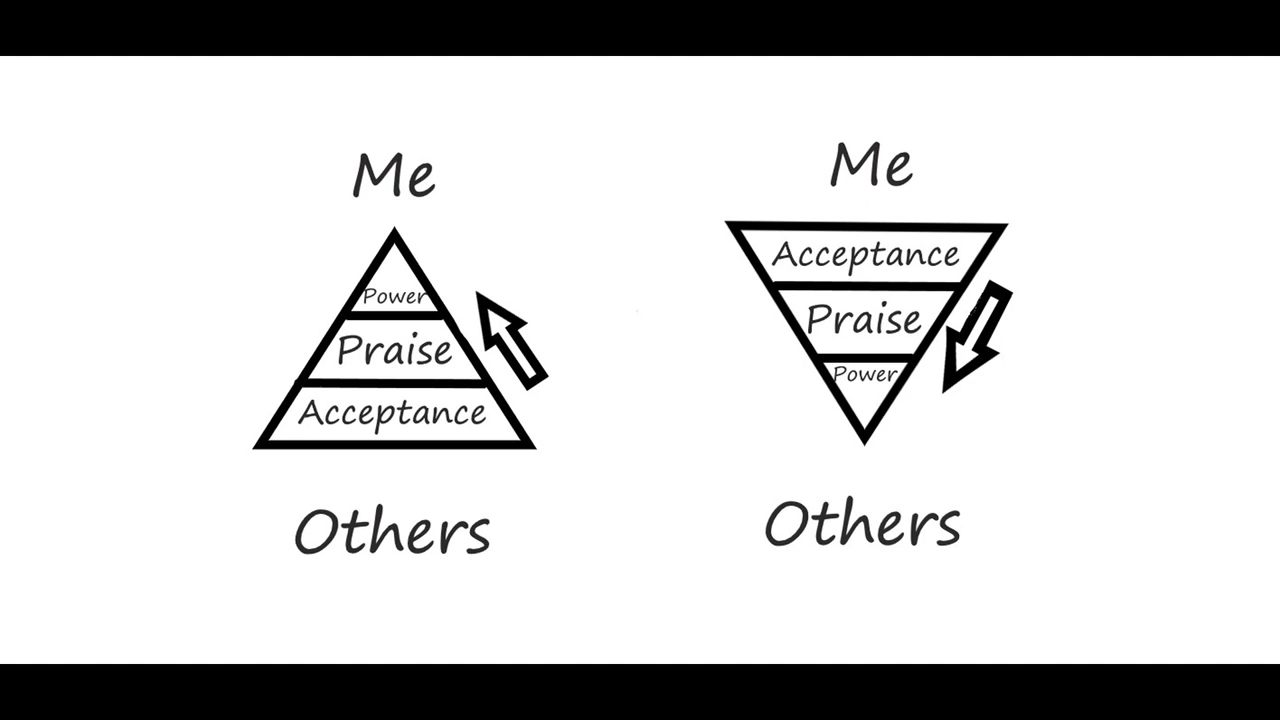 Me
Power
Praise
Acceptance
Others
Me
Acceptance
Praise
Power
Others